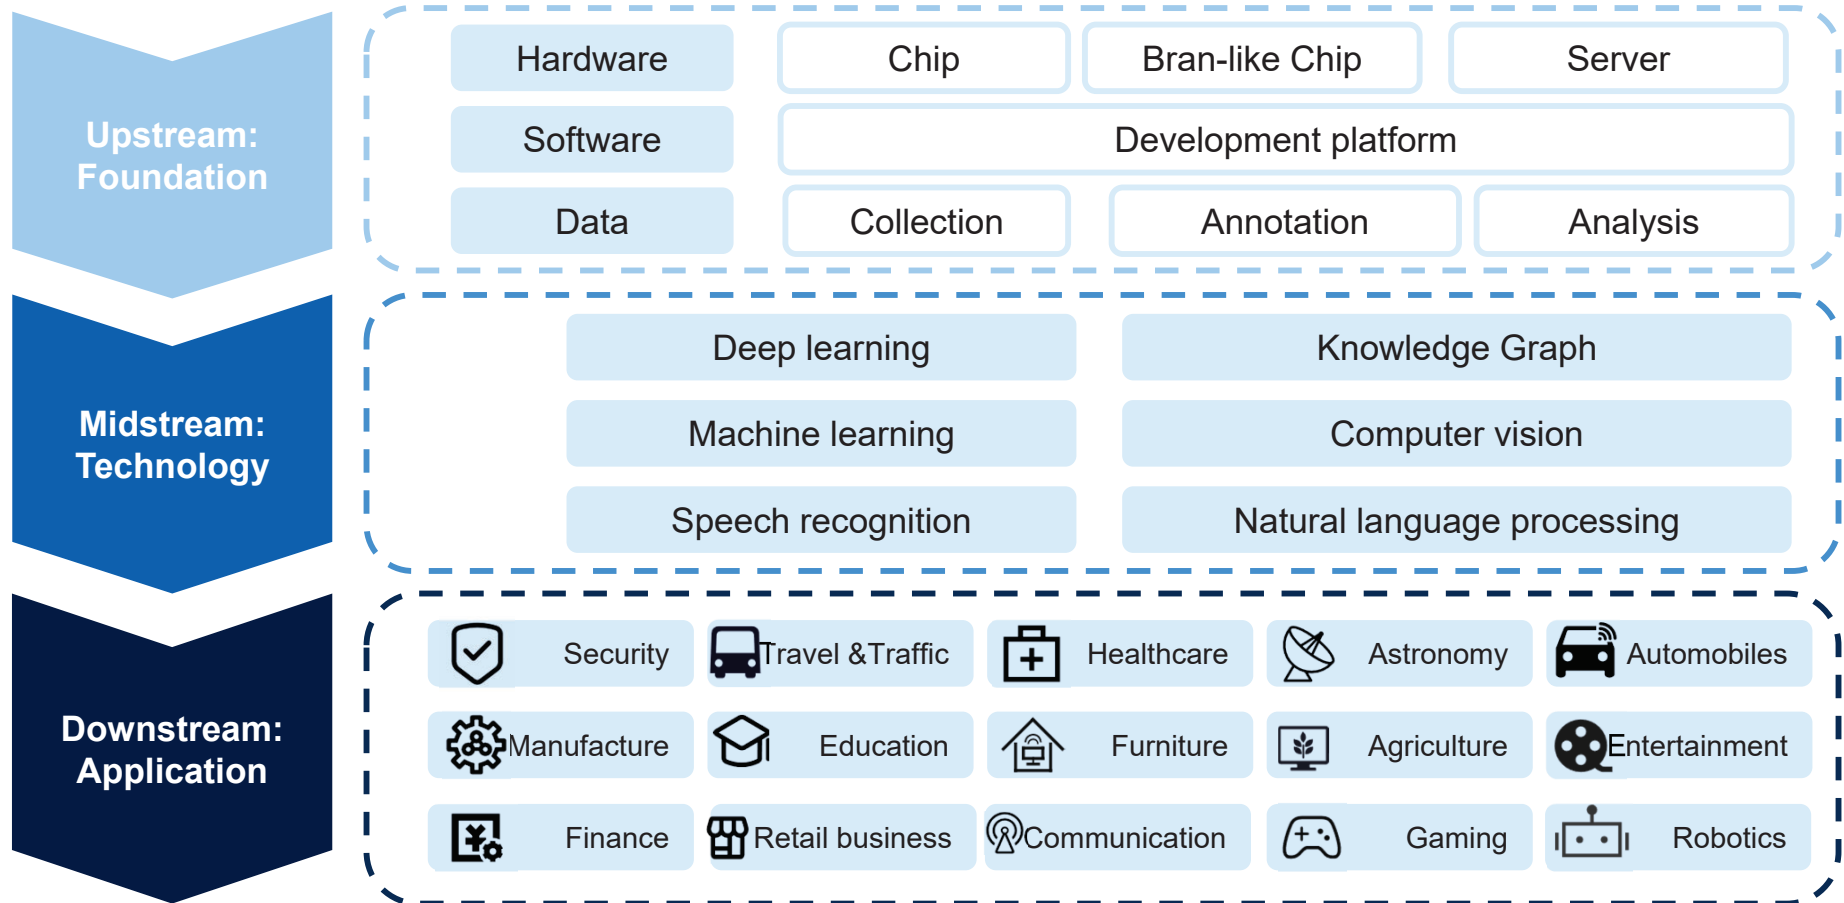 Upstream:
Foundation
Hardware
Chip
Bran-like Chip
Server
Software
Development platform
Data
Collection
Annotation
Analysis
Midstream:
Technology
Deep learning
Knowledge Graph
Machine learning
Computer vision
Speech recognition
Natural language processing
Downstream:
Application
Security
Travel &Traffic
Healthcare
Astronomy
Automobiles
Manufacture
Education
Furniture
Agriculture
Entertainment
¥
Finance
Retail business
Communication
Gaming
Robotics